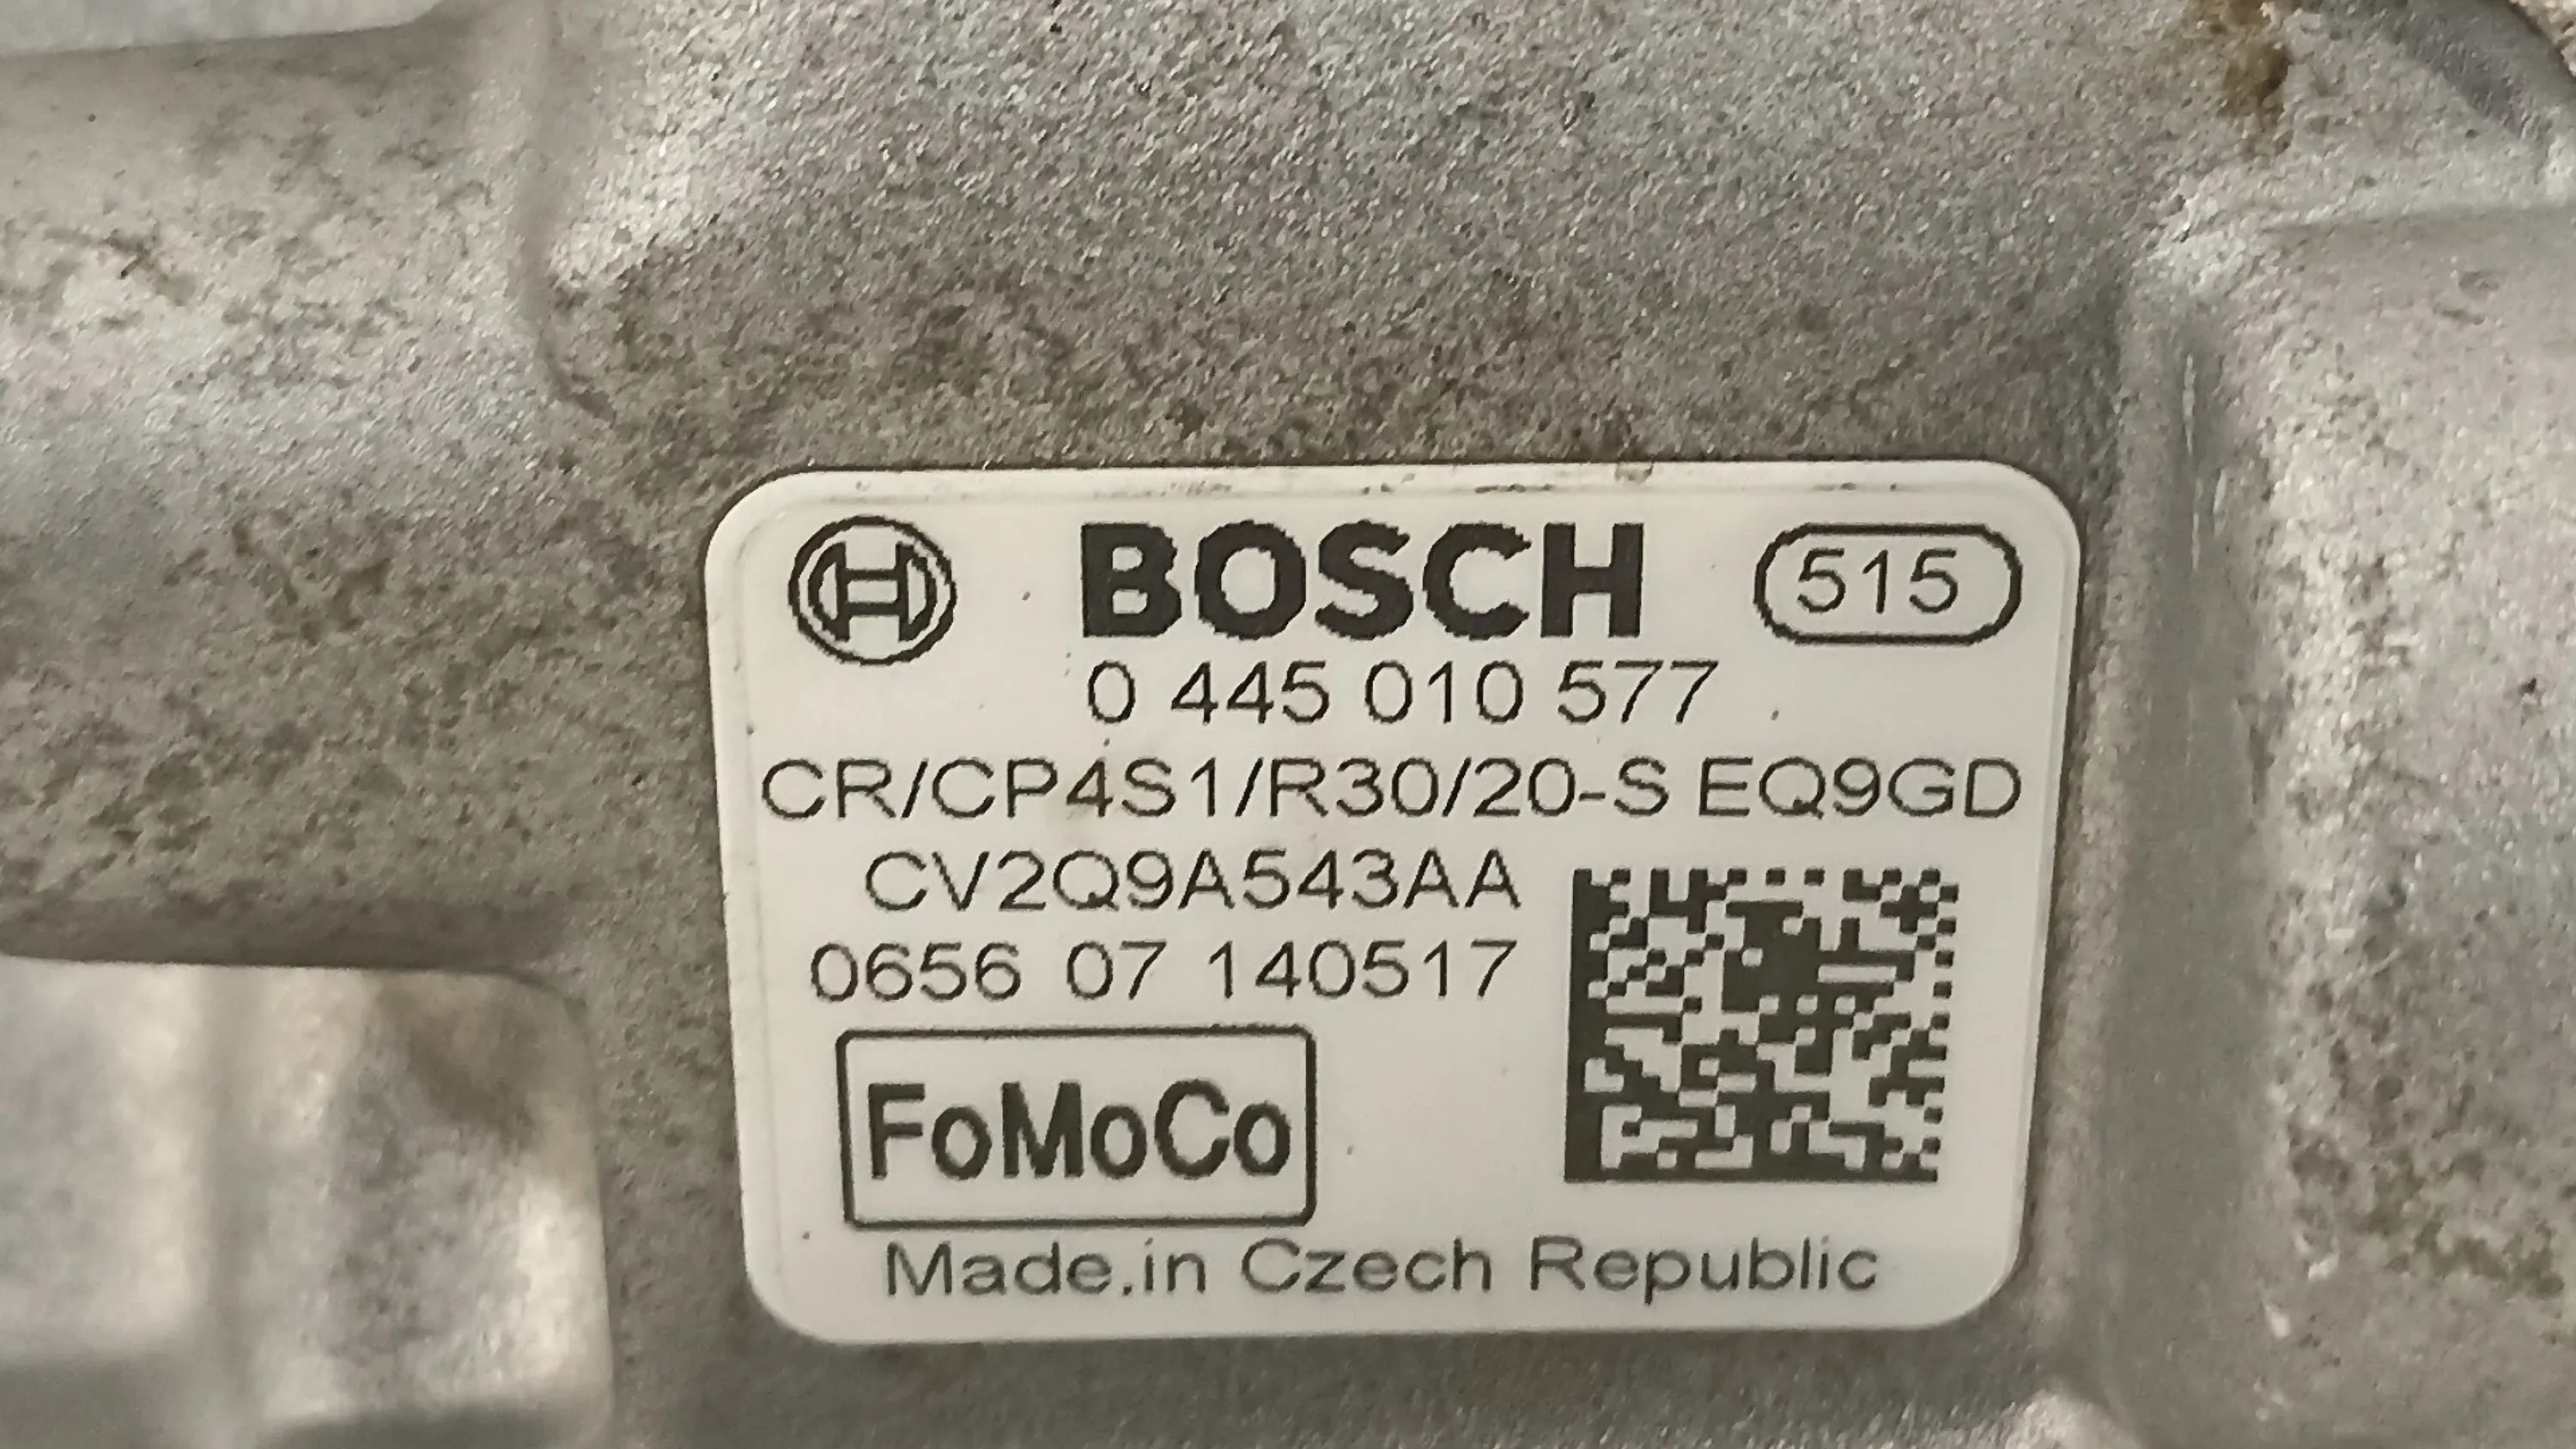 BOSCH 515
0 445 010 577
CR/CP4S1/R30/20-S EQ9GD
CV2Q9A543AA
0656 07 140517
FoMoCo
Made.in Czech Republic